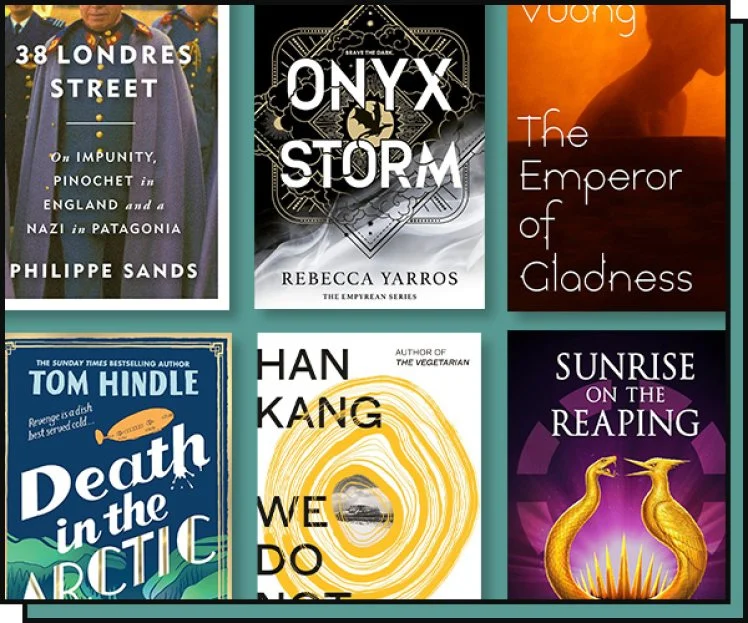 38 LONDRES
STREET
On IMPUNITY,
PINOCHET in
ENGLAND and a
NAZI in PATAGONIA
PHILIPPE SANDS
BRAVE THE DARK.
ONYX
STORM
REBECCA YARROS
THE EMPYREAN SERIES
Vuong
The
Emperor
of
Gladness
THE SUNDAY TIMES BESTSELLING AUTHOR
TOM HINDLE
Revenge is a dish
best served cold...
Death
in the
ARCTIC
HAN
KANG
AUTHOR OF
THE VEGETARIAN
WE
DO
NOT
SUNRISE
ON THE
REAPING